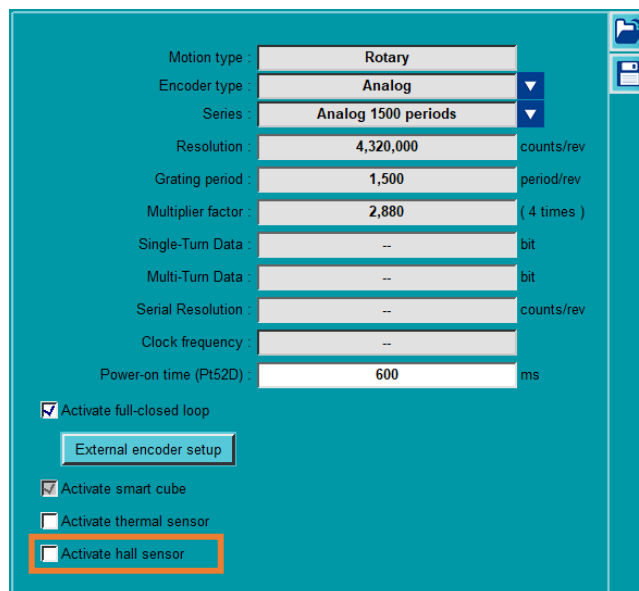 Motion type : Rotary
Encoder type : Analog
Series : Analog 1500 periods
Resolution : 4,320,000 counts/rev
Grating period : 1,500 period/rev
Multiplier factor : 2,880 ( 4 times )
Single-Turn Data : -- bit
Multi-Turn Data : -- bit
Serial Resolution : -- counts/rev
Clock frequency : --
Power-on time (Pt52D) : 600 ms
Activate full-closed loop
External encoder setup
Activate smart cube
Activate thermal sensor
Activate hall sensor